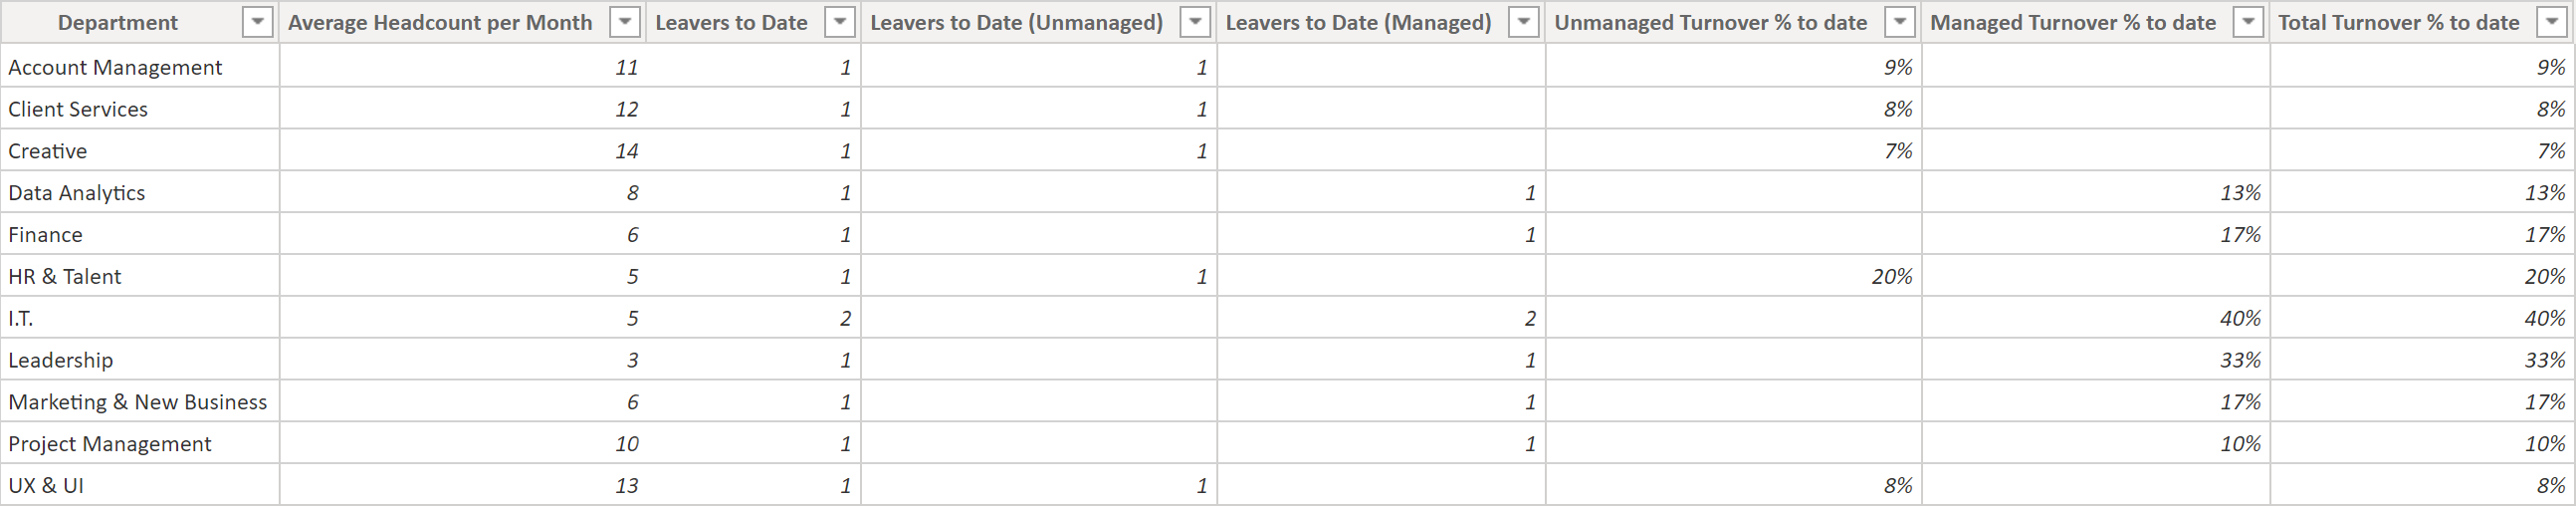 Department Average Headcount per Month Leavers to Date Leavers to Date (Unmanaged) Leavers to Date (Managed) Unmanaged Turnover % to date Managed Turnover % to date Total Turnover % to date
Account Management 11 1 1 9% 9%
Client Services 12 1 1 8% 8%
Creative 14 1 1 7% 7%
Data Analytics 8 1 1 13% 13%
Finance 6 1 1 17% 17%
HR & Talent 5 1 1 20% 20%
I.T. 5 2 2 40% 40%
Leadership 3 1 1 33% 33%
Marketing & New Business 6 1 1 17% 17%
Project Management 10 1 1 10% 10%
UX & UI 13 1 1 8% 8%